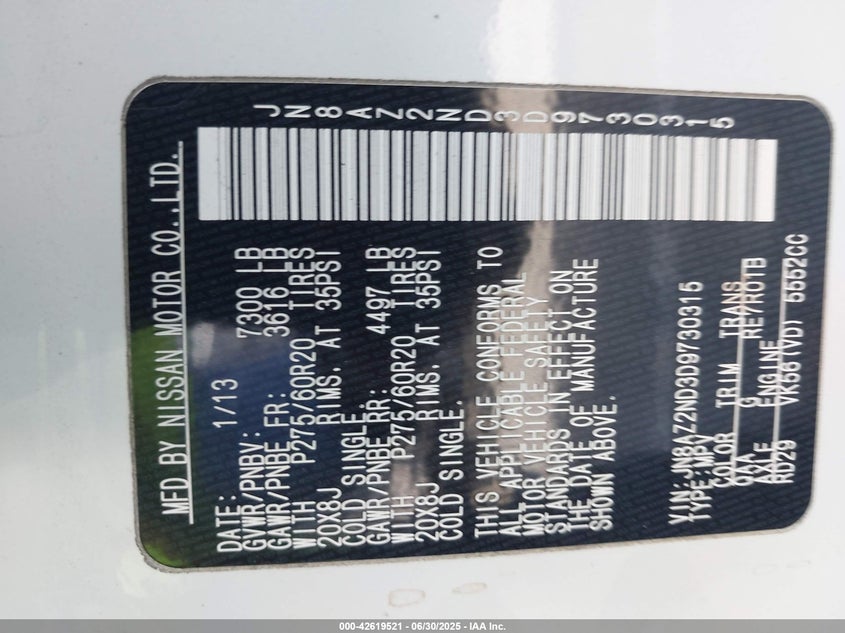 MFD BY NISSAN MOTOR CO.,LTD.
JN8AZ2ND3D9730315
DATE: 1/13
GVWR/PNBV: 7300 LB
GAWR/PNBE FR: 3616 LB
WITH P275/60R20 TIRES
20X8J RIMS, AT 35PSI
COLD SINGLE.
GAWR/PNBE RR: 4497 LB
WITH P275/60R20 TIRES
20X8J RIMS, AT 35PSI
COLD SINGLE.
THIS VEHICLE CONFORMS TO
ALL APPLICABLE FEDERAL
MOTOR VEHICLE SAFETY
STANDARDS IN EFFECT ON
THE DATE OF MANUFACTURE
SHOWN ABOVE.
VIN: JN8AZ2ND3D9730315
TYPE: MPV
COLOR TRIM TRANS
QAA G RE7R01B
AXLE ENGINE
RD29 VK56(VD) 5552CC
000-42619521 - 06/30/2025 - IAA Inc.